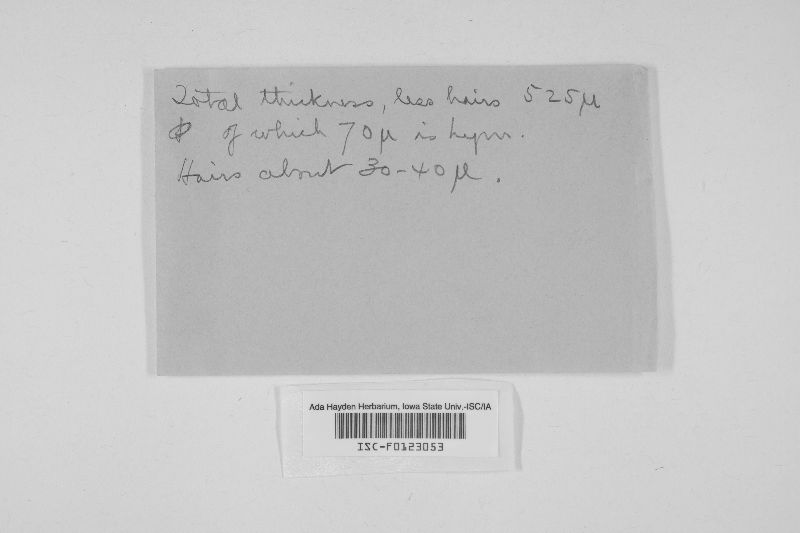 Total thickness, less hairs 525µ
of which 70µ is hym.
Hairs about 30-40µ.
Ada Hayden Herbarium, Iowa State Univ.-ISC/IA
ISC-F0123053